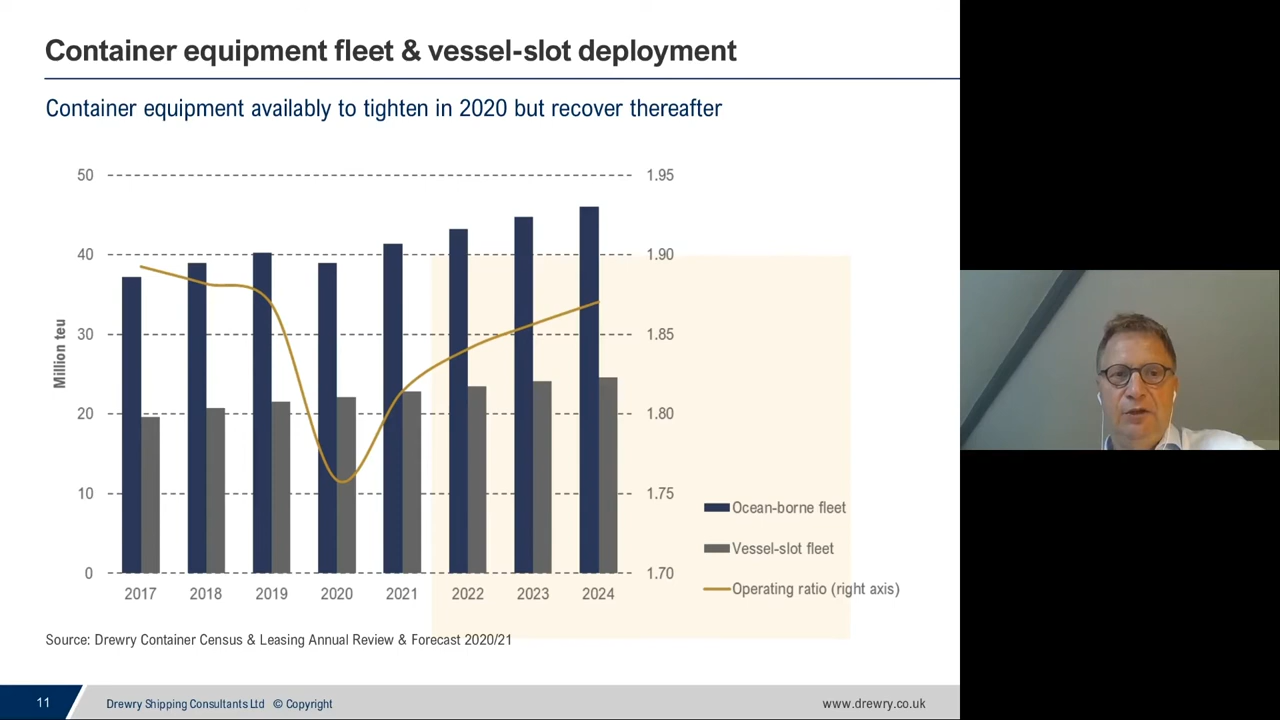 Container equipment fleet & vessel-slot deployment
Container equipment availably to tighten in 2020 but recover thereafter
50
40
30
20
10
0
Million teu
1.95
1.90
1.85
1.80
1.75
1.70
2017 2018 2019 2020 2021 2022 2023 2024
Ocean-borne fleet
Vessel-slot fleet
Operating ratio (right axis)
Source: Drewry Container Census & Leasing Annual Review & Forecast 2020/21
11
Drewry Shipping Consultants Ltd © Copyright
www.drewry.co.uk